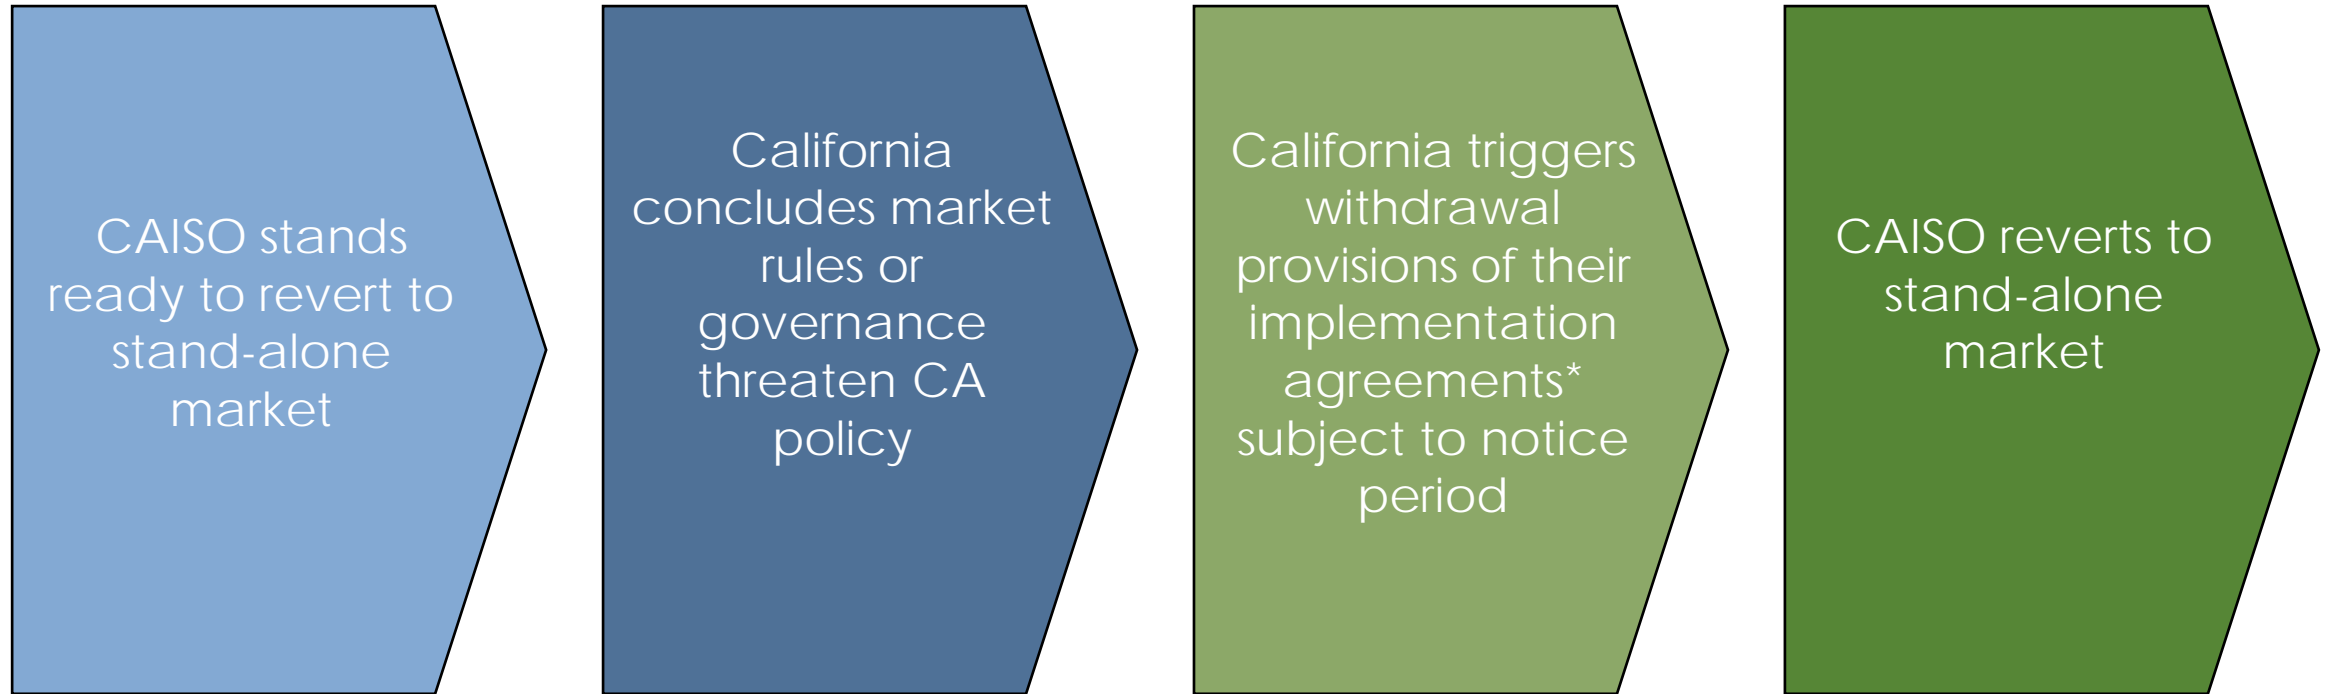 CAISO stands
ready to revert to
stand-alone
market
California
concludes market
rules or
governance
threaten CA
policy
California triggers
withdrawal
provisions of their
implementation
agreements*
subject to notice
period
CAISO reverts to
stand-alone
market